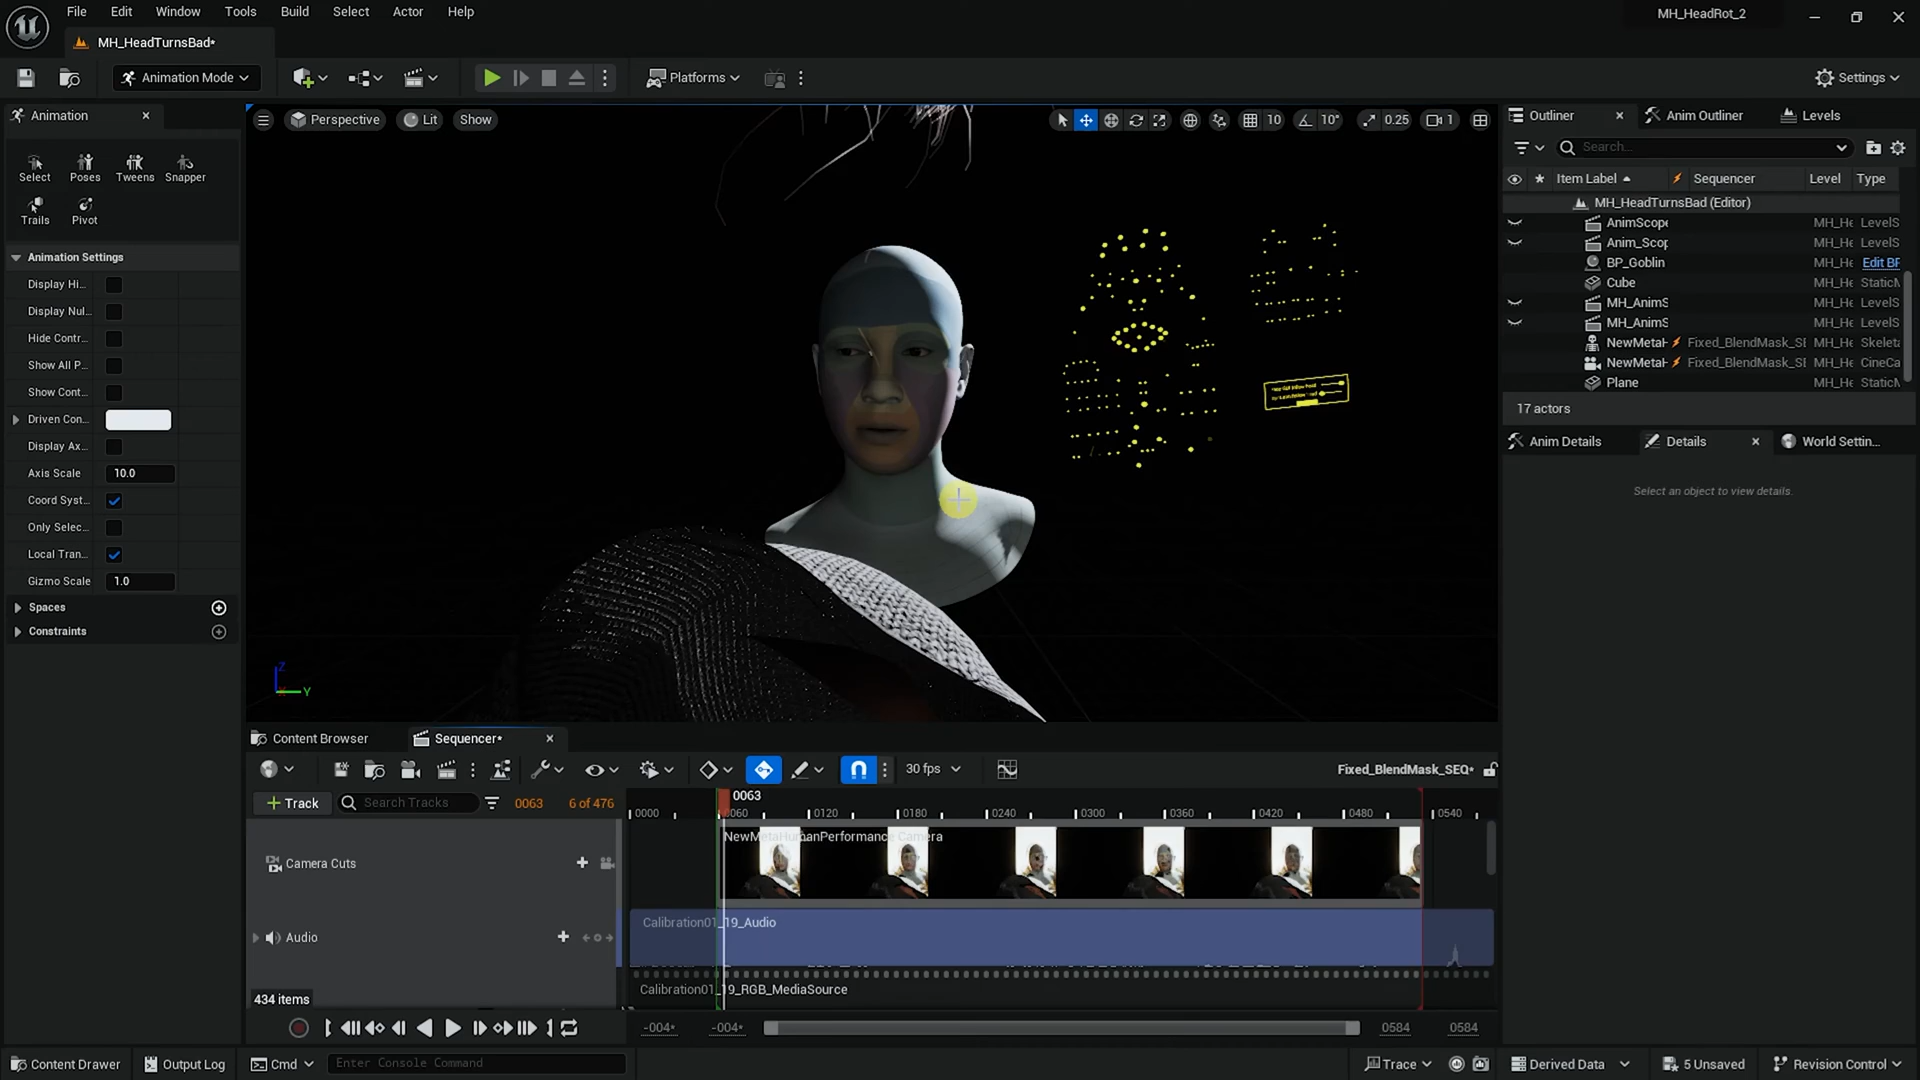 File Edit Window Tools Build Select Actor Help
MH_HeadRot_2
MH_HeadTurnsBad*
Animation Mode
Platforms
Settings
Animation
Select Poses Tweens Snapper
Trails Pivot
Animation Settings
Display Hi...
Display Nul...
Hide Contr...
Show All P...
Show Cont...
Driven Con...
Display Ax...
Axis Scale 10.0
Coord Syst...
Only Selec...
Local Tran...
Gizmo Scale 1.0
Spaces
Constraints
Perspective Lit Show
10 10° 0.25 1
Z
Y
Outliner Anim Outliner Levels
Search...
Item Label Sequencer Level Type
MH_HeadTurnsBad (Editor)
AnimScope MH_He LevelS
Anim_Scop MH_He LevelS
BP_Goblin MH_He Edit BP
Cube MH_He StaticM
MH_AnimS MH_He LevelS
MH_AnimS MH_He LevelS
NewMetaH Fixed_BlendMask_SE MH_He Skeleta
NewMetaH Fixed_BlendMask_SE MH_He CineCa
Plane MH_He StaticM
17 actors
Anim Details Details World Settin...
Select an object to view details.
Content Browser Sequencer*
30 fps
Fixed_BlendMask_SEQ*
Track Search Tracks 0063 6 of 476
0063
0000 0060 0120 0180 0240 0300 0360 0420 0480 0540
Camera Cuts
NewMetaHumanPerformance Camera
Audio
Calibration01_19_Audio
Calibration01_19_RGB_MediaSource
434 items
-004* -004* 0584 0584
Content Drawer Output Log Cmd Enter Console Command
Trace Derived Data 5 Unsaved Revision Control